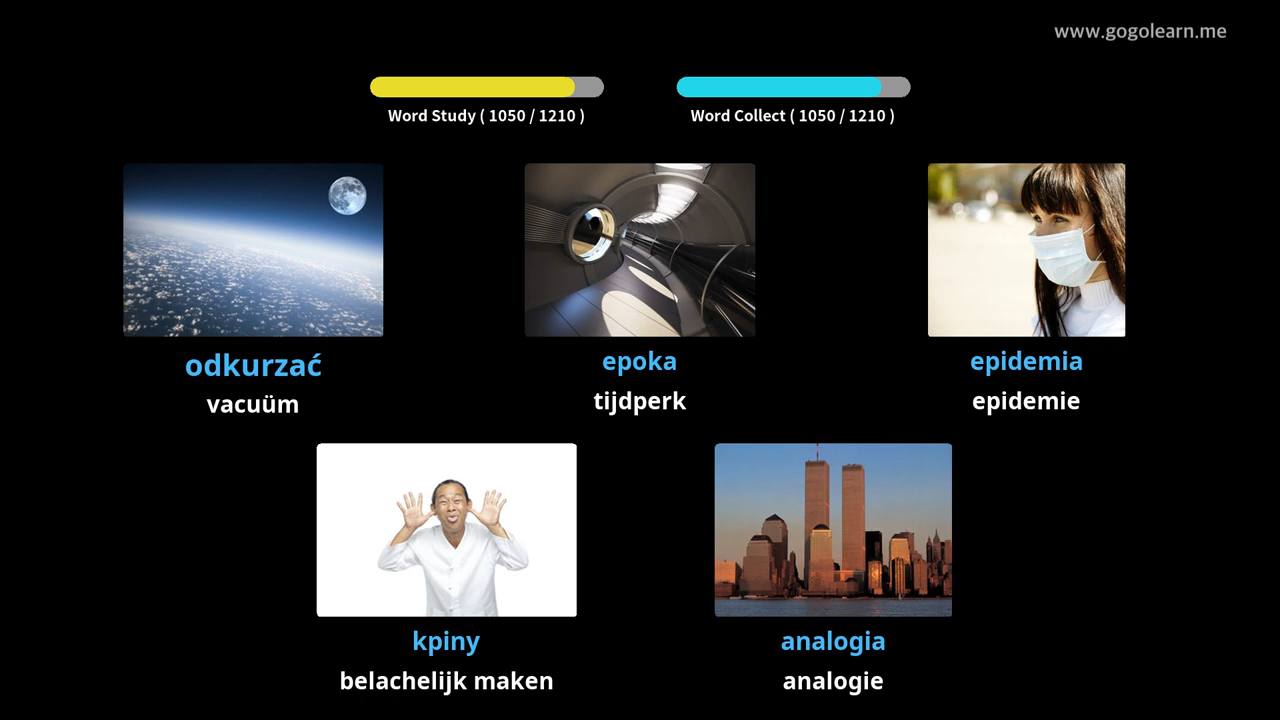 www.gogolearn.me
Word Study ( 1050 / 1210 )
Word Collect ( 1050 / 1210 )
odkurzać
vacuüm
epoka
tijdperk
epidemia
epidemie
kpiny
belachelijk maken
analogia
analogie